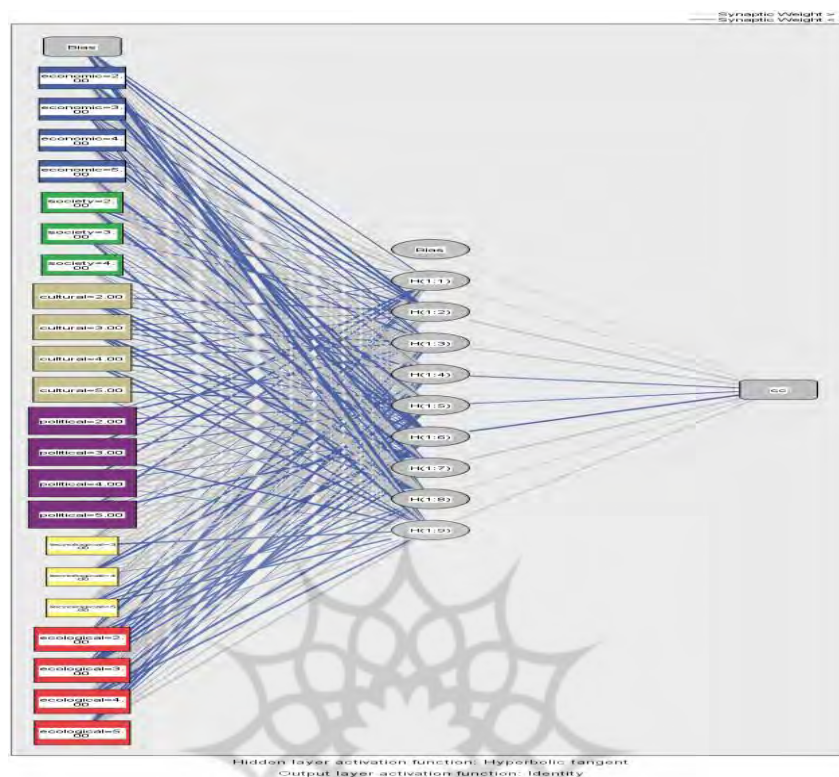 Synaptic Weight >
Synaptic Weight <
Bias
economic=2.
00
economic=3.
00
economic=4.
00
economic=5.
00
society=2.
00
society=3.
00
society=4.
00
cultural=2.00
cultural=3.00
cultural=4.00
cultural=5.00
political=2.00
political=3.00
political=4.00
political=5.00
00
00
00
ecological=2.
00
ecological=3.
00
ecological=4.
00
ecological=5.
00
Bias
H(1:1)
H(1:2)
H(1:3)
H(1:4)
H(1:5)
H(1:6)
H(1:7)
H(1:8)
H(1:9)
cc
Hidden layer activation function: Hyperbolic tangent
Output layer activation function: Identity